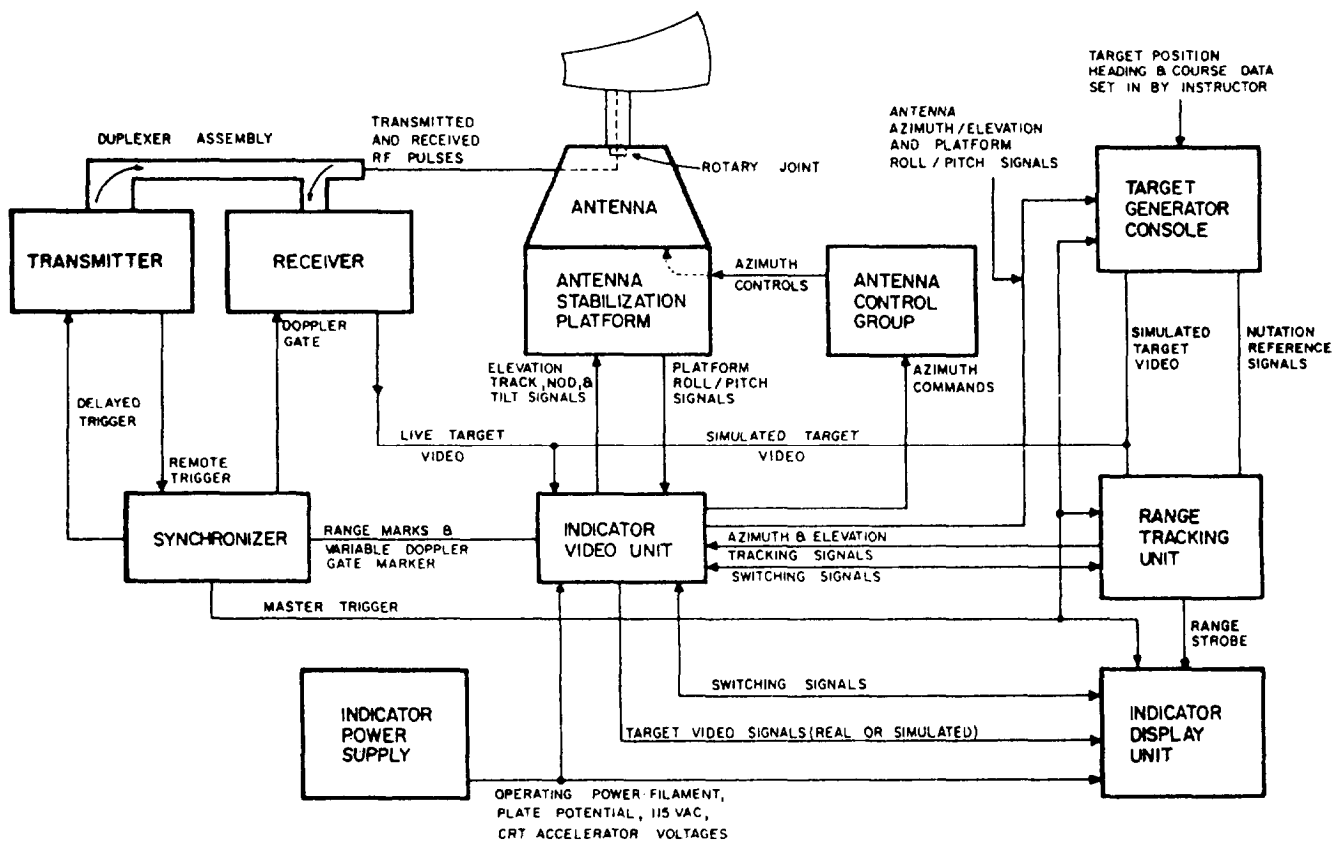 TARGET POSITION
HEADING & COURSE DATA
SET IN BY INSTRUCTOR
DUPLEXER ASSEMBLY
TRANSMITTED
AND RECEIVED
RF PULSES
ANTENNA
AZIMUTH/ELEVATION
AND PLATFORM
ROLL/PITCH SIGNALS
ROTARY JOINT
TRANSMITTER
RECEIVER
ANTENNA
TARGET
GENERATOR
CONSOLE
ANTENNA
STABILIZATION
PLATFORM
AZIMUTH
CONTROLS
ANTENNA
CONTROL
GROUP
DOPPLER
GATE
SIMULATED
TARGET
VIDEO
NUTATION
REFERENCE
SIGNALS
ELEVATION
TRACK, NOD, &
TILT SIGNALS
PLATFORM
ROLL/PITCH
SIGNALS
AZIMUTH
COMMANDS
DELAYED
TRIGGER
LIVE TARGET
VIDEO
SIMULATED TARGET
VIDEO
REMOTE
TRIGGER
SYNCHRONIZER
RANGE MARKS &
VARIABLE DOPPLER
GATE MARKER
INDICATOR
VIDEO UNIT
AZIMUTH & ELEVATION
TRACKING SIGNALS
SWITCHING SIGNALS
RANGE
TRACKING
UNIT
MASTER TRIGGER
RANGE
STROBE
INDICATOR
POWER
SUPPLY
SWITCHING SIGNALS
TARGET VIDEO SIGNALS (REAL OR SIMULATED)
INDICATOR
DISPLAY
UNIT
OPERATING POWER-FILAMENT,
PLATE POTENTIAL, 115 VAC,
CRT ACCELERATOR VOLTAGES